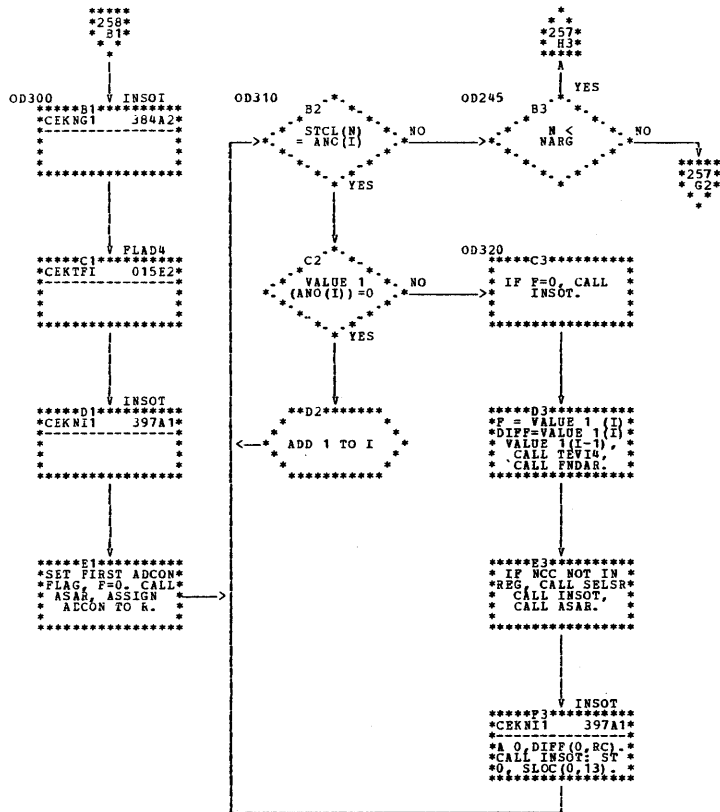 258
B1
OD300
INSOI
B1
CEKNG1 384A2
FLAD4
C1
CEKTFI 015E2
INSOT
D1
CEKNI1 397A1
E1
SET FIRST ADCON
FLAG, F=0. CALL
ASAR, ASSIGN
ADCON TO R.
OD310
B2
STCL(N)
= ANC(I)
NO
YES
C2
VALUE 1
(ANO(I))=0
NO
YES
D2
ADD 1 TO I
257
H3
A
YES
OD245
B3
N <
NARG
NO
257
G2
OD320
C3
IF F=0, CALL
INSOT.
D3
F = VALUE 1 (I)
DIFF=VALUE 1(I)
VALUE 1(I-1),
CALL TEVI4,
CALL FNDAR.
E3
IF NCC NOT IN
REG, CALL SELSR
CALL INSOT,
CALL ASAR.
INSOT
F3
CEKNI1 397A1
A 0,DIFF(0,RC).
CALL INSOT: ST
0, SLOC(0,13).